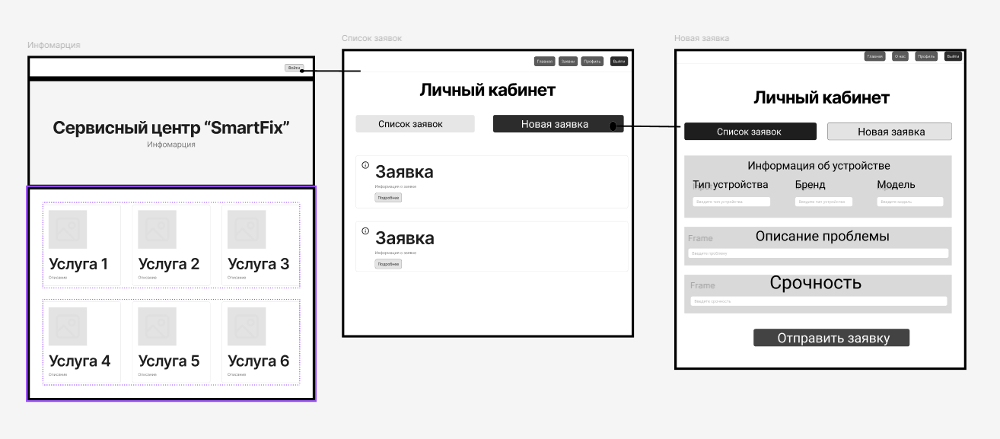 Инфомарция
Войти
Сервисный центр “SmartFix”
Инфомарция
Услуга 1
Описание
Услуга 2
Описание
Услуга 3
Описание
Услуга 4
Описание
Услуга 5
Описание
Услуга 6
Описание
Список заявок
Главная Заявки Профиль Выйти
Личный кабинет
Список заявок Новая заявка
Заявка
Информация о заявке
Подробнее
Заявка
Информация о заявке
Подробнее
Новая заявка
Главная О нас Профиль Выйти
Личный кабинет
Список заявок Новая заявка
Информация об устройстве
Тип устройства Бренд Модель
Введите тип устройства Введите тип устройства Введите модель
Frame Описание проблемы
Введите проблему
Frame Срочность
Введите срочность
Отправить заявку